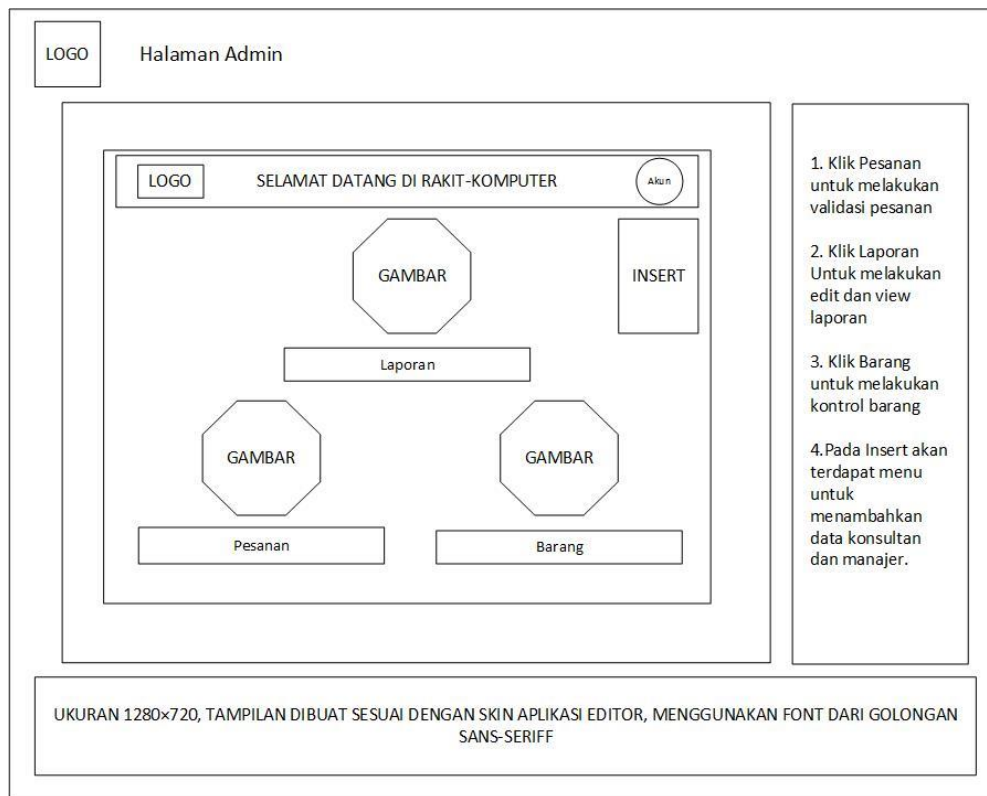 LOGO
Halaman Admin
LOGO
SELAMAT DATANG DI RAKIT-KOMPUTER
Akun
GAMBAR
INSERT
Laporan
GAMBAR
GAMBAR
Pesanan
Barang
1. Klik Pesanan
untuk melakukan
validasi pesanan
2. Klik Laporan
Untuk melakukan
edit dan view
laporan
3. Klik Barang
untuk melakukan
kontrol barang
4.Pada Insert akan
terdapat menu
untuk
menambahkan
data konsultan
dan manajer.
UKURAN 1280×720, TAMPILAN DIBUAT SESUAI DENGAN SKIN APLIKASI EDITOR, MENGGUNAKAN FONT DARI GOLONGAN
SANS-SERIFF